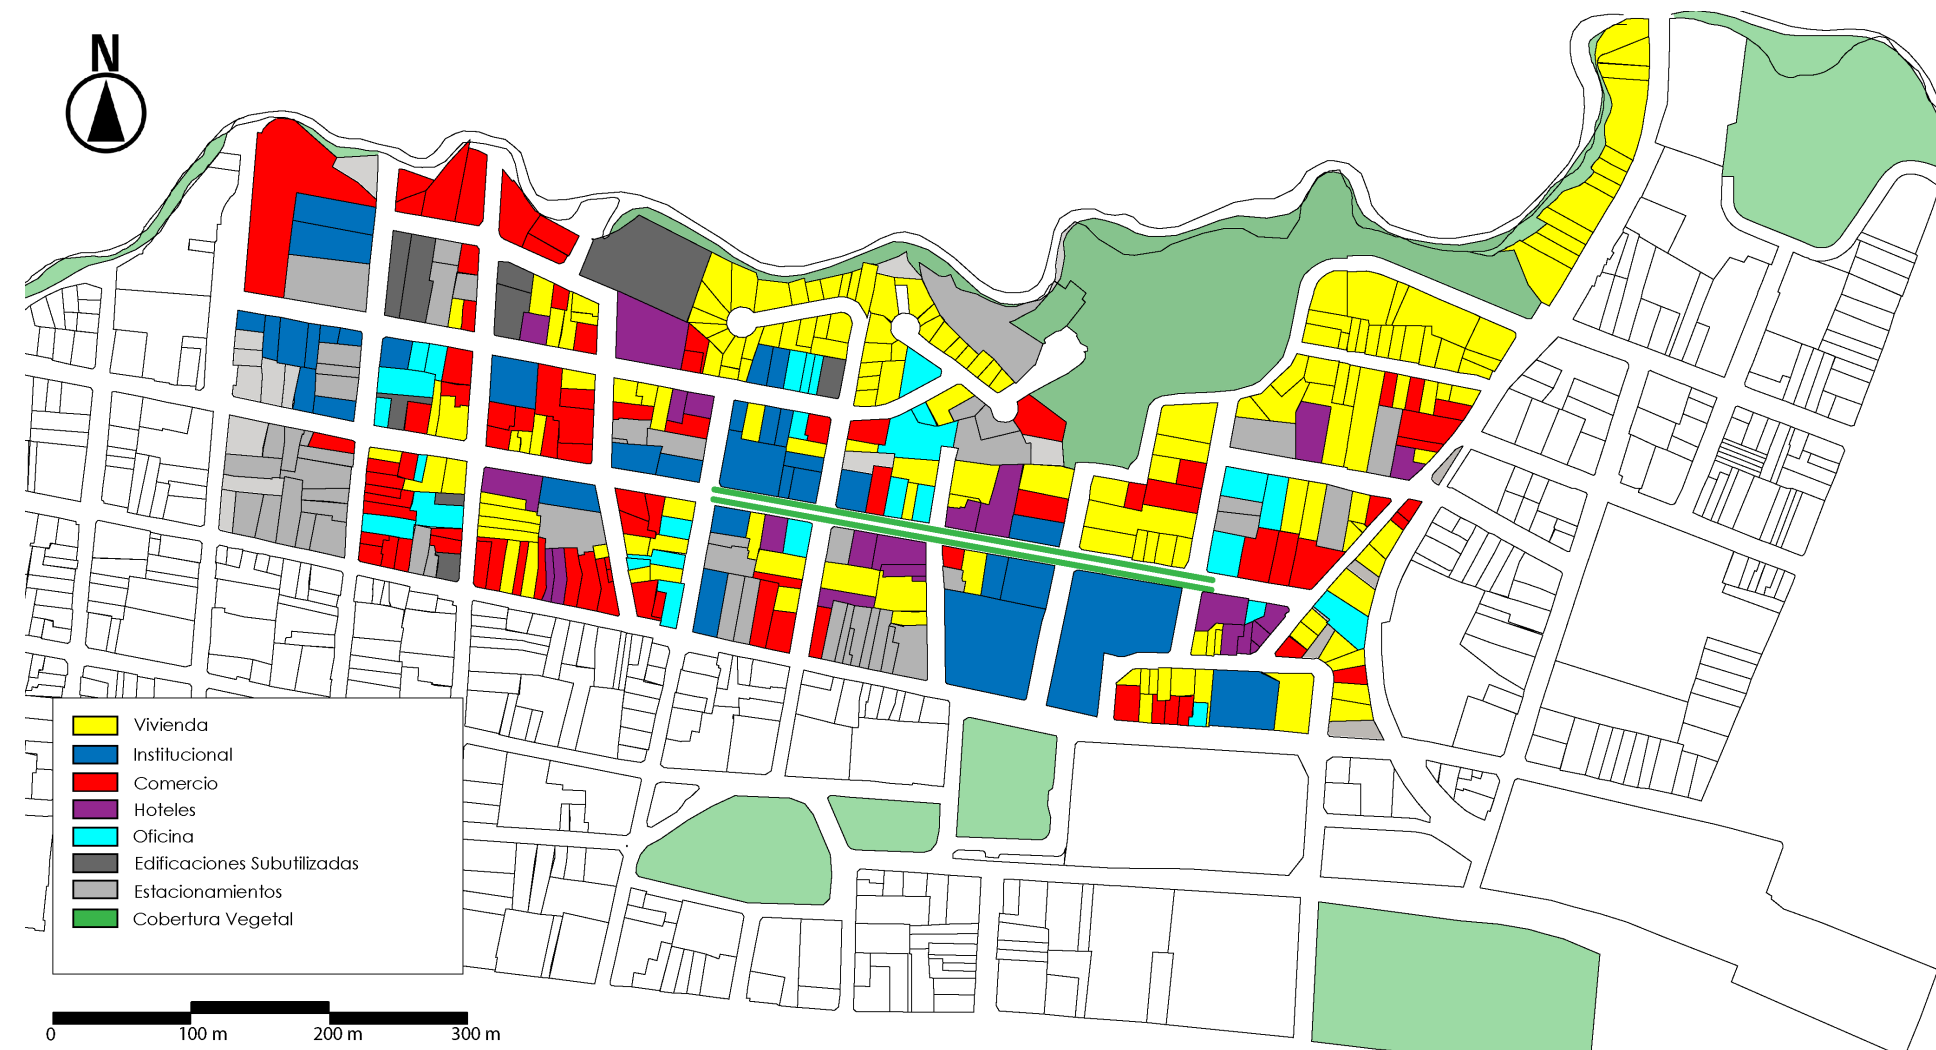 N
Vivienda
Institucional
Comercio
Hoteles
Oficina
Edificaciones Subutilizadas
Estacionamientos
Cobertura Vegetal
0 100 m 200 m 300 m